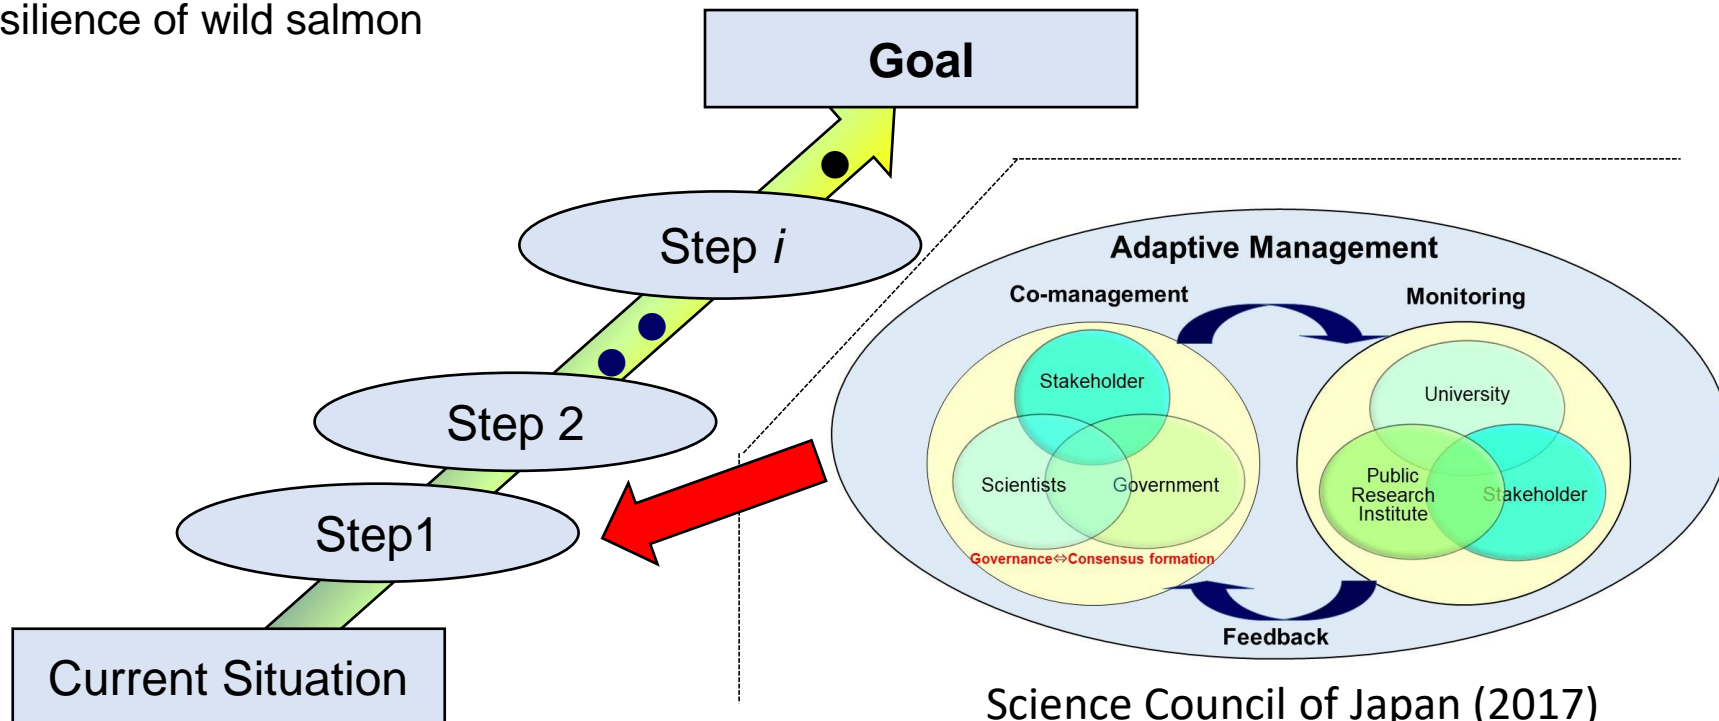 silience of wild salmon
Goal
Step i
Step 2
Step1
Current Situation
Adaptive Management
Co-management
Monitoring
Stakeholder
Scientists
Government
Governance⇔Consensus formation
University
Public
Research
Institute
Stakeholder
Feedback
Science Council of Japan (2017)